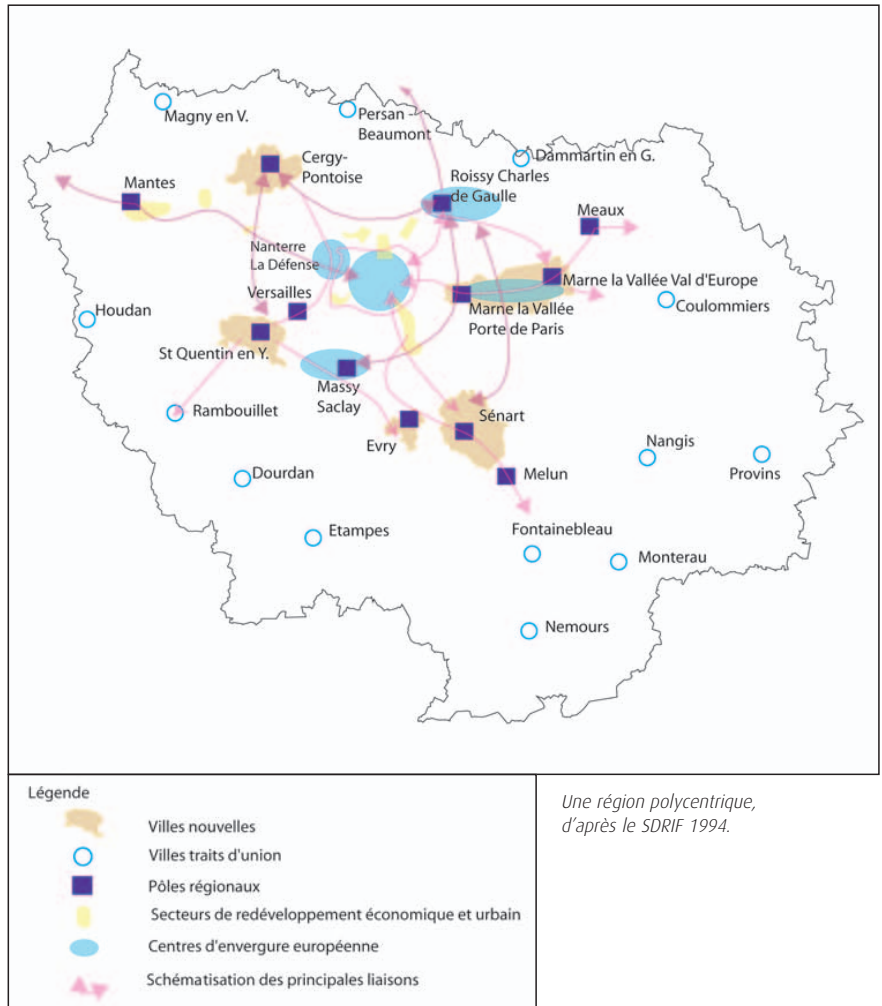 Magny en V.
Persan -
Beaumont
Dammartin en G.
Cergy-
Pontoise
Roissy Charles
de Gaulle
Mantes
Meaux
Nanterre
La Défense
Marne la Vallée Val d'Europe
Versailles
Marne la Vallée
Porte de Paris
Coulommiers
Houdan
St Quentin en Y.
Massy
Saclay
Rambouillet
Evry
Sénart
Nangis
Provins
Dourdan
Melun
Etampes
Fontainebleau
Monterau
Nemours
Légende
Villes nouvelles
Villes traits d'union
Pôles régionaux
Secteurs de redéveloppement économique et urbain
Centres d'envergure européenne
Schématisation des principales liaisons
Une région polycentrique,
d'après le SDRIF 1994.